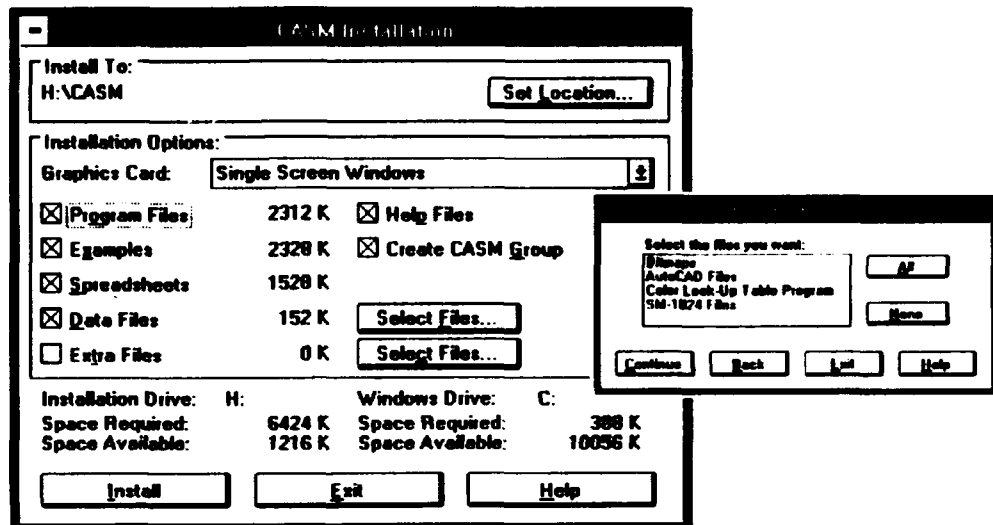 CASM Installation
Install To:
H:\CASM
Set Location...
Installation Options:
Graphics Card: Single Screen Windows
Program Files 2312 K Help Files
Examples 2328 K Create CASM Group
Spreadsheets 1528 K
Data Files 152 K Select Files...
Extra Files 0 K Select Files...
Installation Drive: H: Windows Drive: C:
Space Required: 6424 K Space Required: 388 K
Space Available: 1216 K Space Available: 10056 K
Install Exit Help
Select the files you want:
Bitmaps
AutoCAD Files
Color Look-Up Table Program
SM-1024 Files
All
None
Continue Back Exit Help